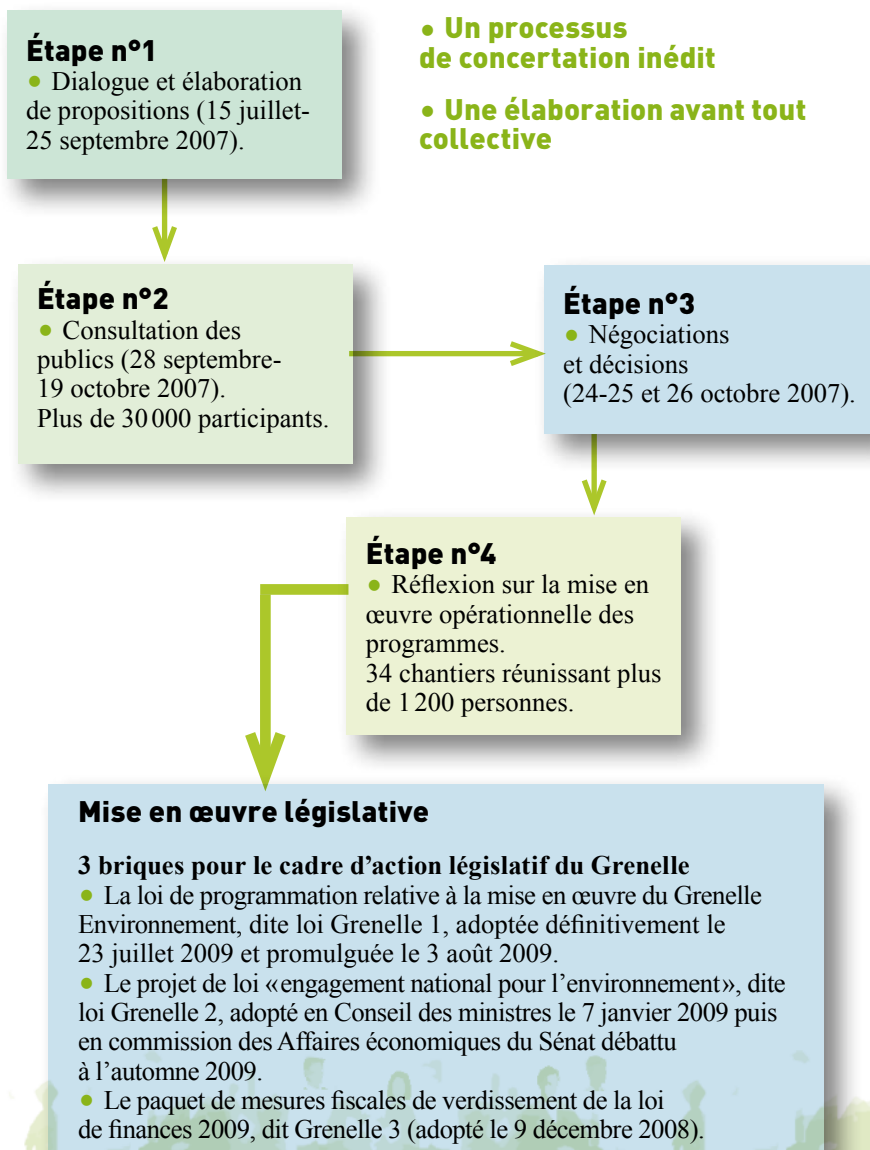 Étape n°1
• Dialogue et élaboration
de propositions (15 juillet-
25 septembre 2007).
• Un processus
de concertation inédit
• Une élaboration avant tout
collective
Étape n°2
• Consultation des
publics (28 septembre-
19 octobre 2007).
Plus de 30 000 participants.
Étape n°3
• Négociations
et décisions
(24-25 et 26 octobre 2007).
Étape n°4
• Réflexion sur la mise en
œuvre opérationnelle des
programmes.
34 chantiers réunissant plus
de 1 200 personnes.
Mise en œuvre législative
3 briques pour le cadre d’action législatif du Grenelle
• La loi de programmation relative à la mise en œuvre du Grenelle
Environnement, dite loi Grenelle 1, adoptée définitivement le
23 juillet 2009 et promulguée le 3 août 2009.
• Le projet de loi «engagement national pour l’environnement», dite
loi Grenelle 2, adopté en Conseil des ministres le 7 janvier 2009 puis
en commission des Affaires économiques du Sénat débattu
à l’automne 2009.
• Le paquet de mesures fiscales de verdissement de la loi
de finances 2009, dit Grenelle 3 (adopté le 9 décembre 2008).